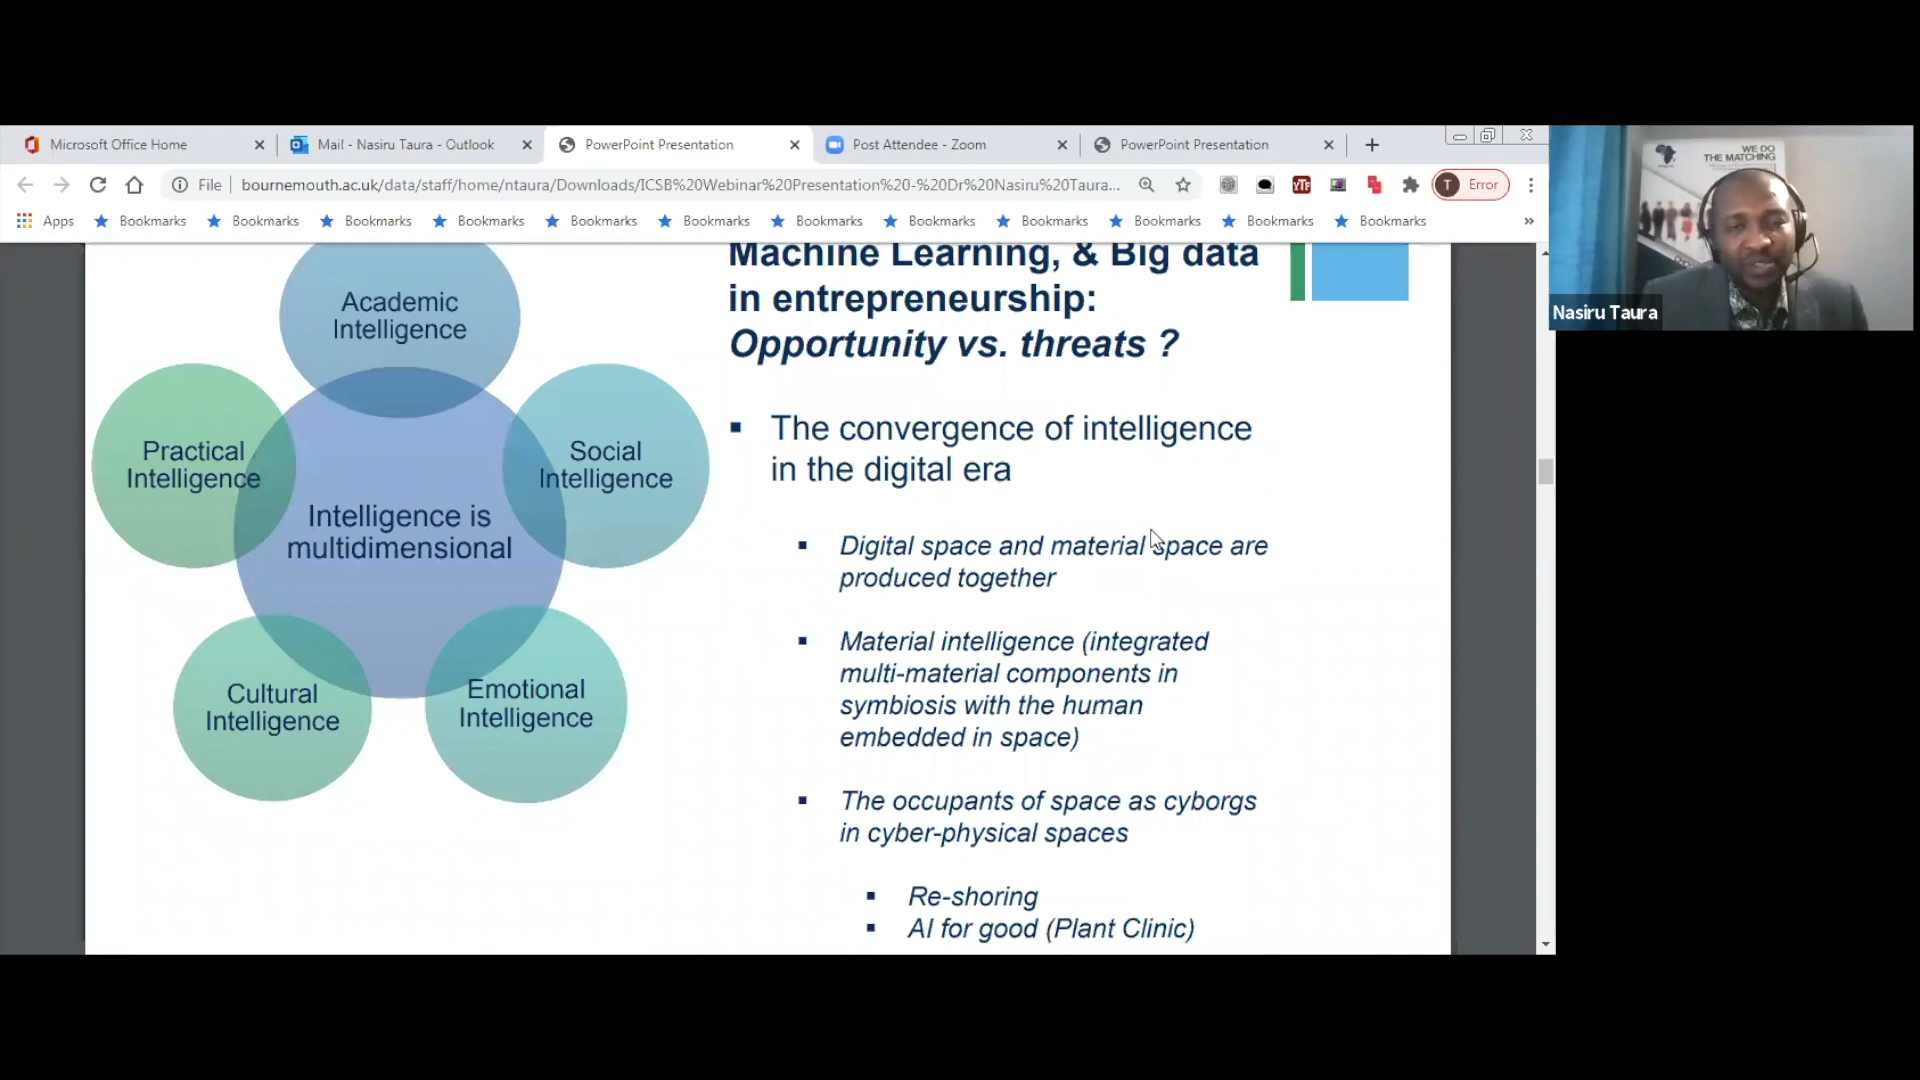 Microsoft Office Home
Mail - Nasiru Taura - Outlook
PowerPoint Presentation
Post Attendee - Zoom
PowerPoint Presentation
File
bournemouth.ac.uk/data/staff/home/ntaura/Downloads/ICSB%20Webinar%20Presentation%20-%20Dr%20Nasiru%20Taura...
YTF
T Error
Apps Bookmarks Bookmarks Bookmarks Bookmarks Bookmarks Bookmarks Bookmarks Bookmarks Bookmarks Bookmarks Bookmarks Bookmarks »
Academic
Intelligence
Practical
Intelligence
Social
Intelligence
Intelligence is
multidimensional
Cultural
Intelligence
Emotional
Intelligence
Machine Learning, & Big data
in entrepreneurship:
Opportunity vs. threats ?
The convergence of intelligence
in the digital era
Digital space and material space are
produced together
Material intelligence (integrated
multi-material components in
symbiosis with the human
embedded in space)
The occupants of space as cyborgs
in cyber-physical spaces
Re-shoring
AI for good (Plant Clinic)
WE DO
THE MATCHING
Nasiru Taura